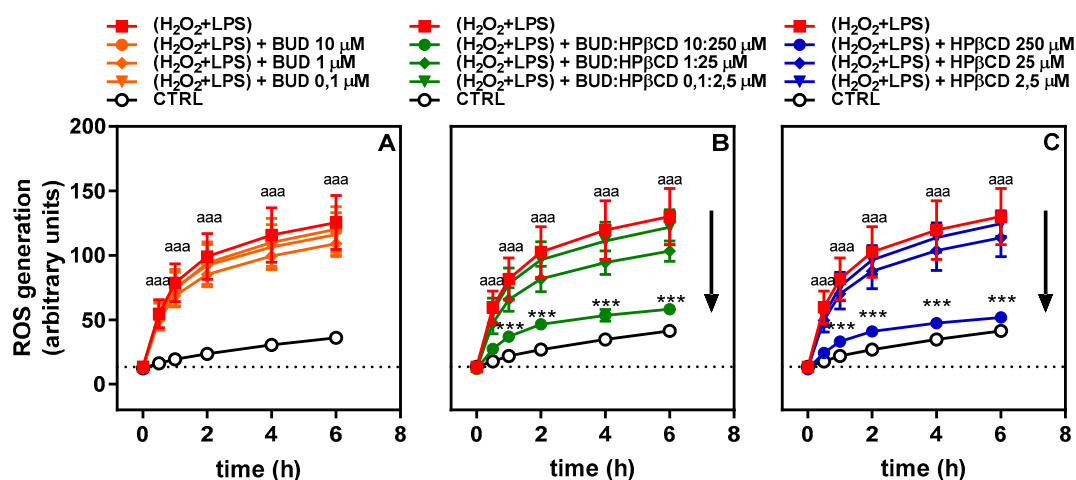 (H₂O₂+LPS)
(H₂O₂+LPS) + BUD 10 μM
(H₂O₂+LPS) + BUD 1 μM
(H₂O₂+LPS) + BUD 0,1 μM
CTRL
(H₂O₂+LPS)
(H₂O₂+LPS) + BUD:HPβCD 10:250 μM
(H₂O₂+LPS) + BUD:HPβCD 1:25 μM
(H₂O₂+LPS) + BUD:HPβCD 0,1:2,5 μM
CTRL
(H₂O₂+LPS)
(H₂O₂+LPS) + HPβCD 250 μM
(H₂O₂+LPS) + HPβCD 25 μM
(H₂O₂+LPS) + HPβCD 2,5 μM
CTRL
ROS generation
(arbitrary units)
200
150
100
50
0
A
aaa
aaa
aaa
aaa
aaa
0 2 4 6 8
time (h)
B
aaa
aaa
aaa
aaa
aaa
***
***
***
***
0 2 4 6 8
time (h)
C
aaa
aaa
aaa
aaa
aaa
***
***
***
***
0 2 4 6 8
time (h)